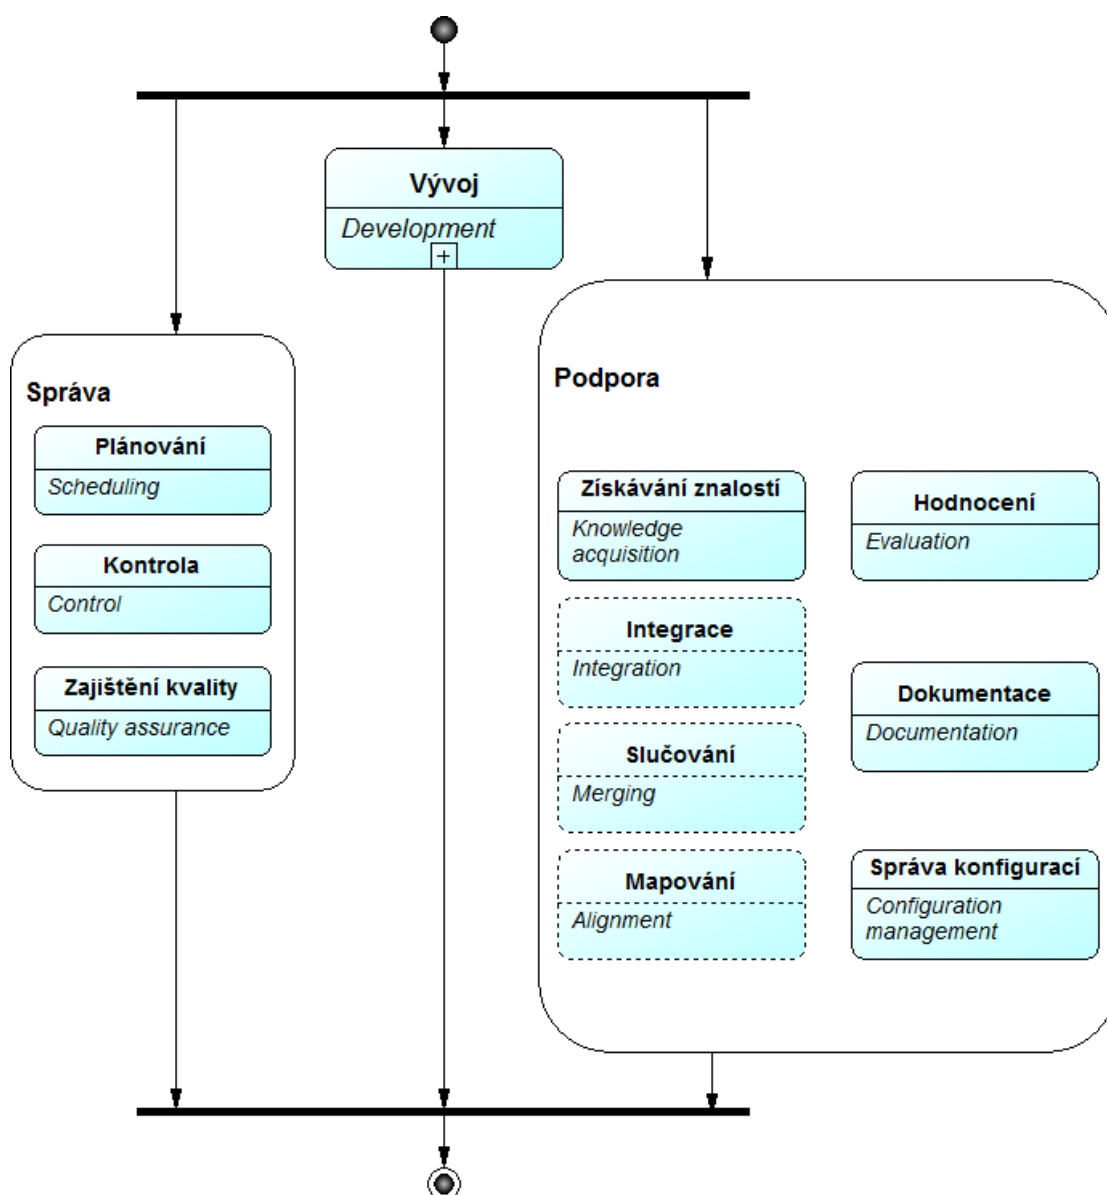 Vývoj
Development
+
Správa
Plánování
Scheduling
Kontrola
Control
Zajištění kvality
Quality assurance
Podpora
Získávání znalostí
Knowledge
acquisition
Integrace
Integration
Slučování
Merging
Mapování
Alignment
Hodnocení
Evaluation
Dokumentace
Documentation
Správa konfigurací
Configuration
management